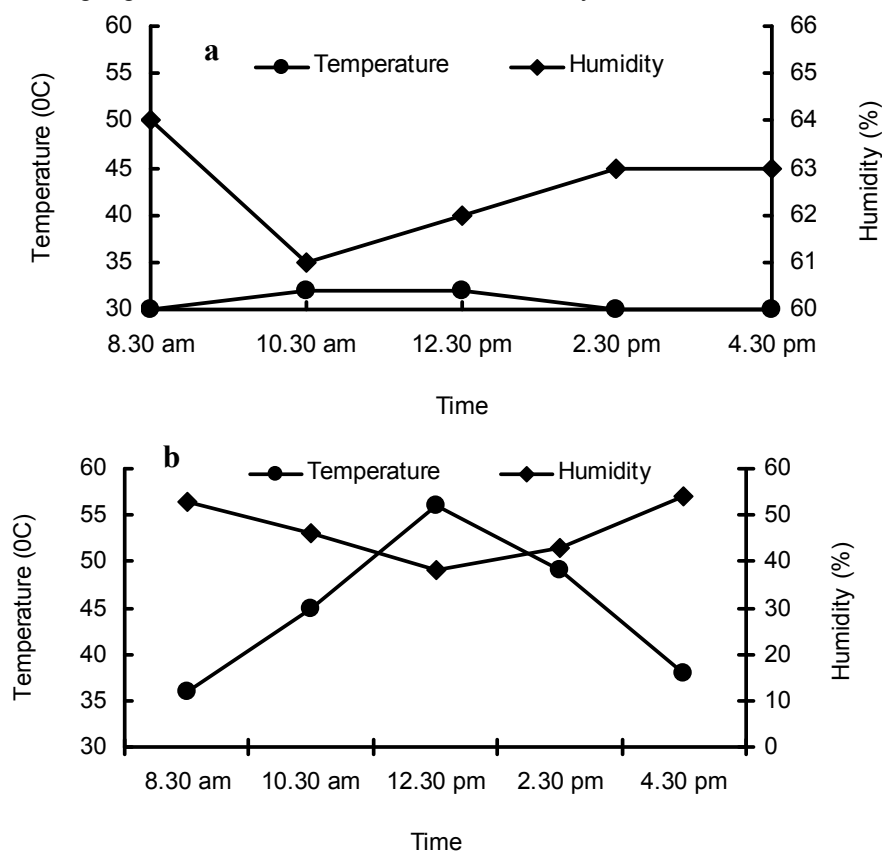 a
Temperature Humidity
60 66
55 65
50 64
45 63
40 62
35 61
30 60
Temperature (0C)
Humidity (%)
8.30 am 10.30 am 12.30 pm 2.30 pm 4.30 pm
Time
b
Temperature Humidity
60 60
55 50
50 40
45 30
40 20
35 10
30 0
Temperature (0C)
Humidity (%)
8.30 am 10.30 am 12.30 pm 2.30 pm 4.30 pm
Time